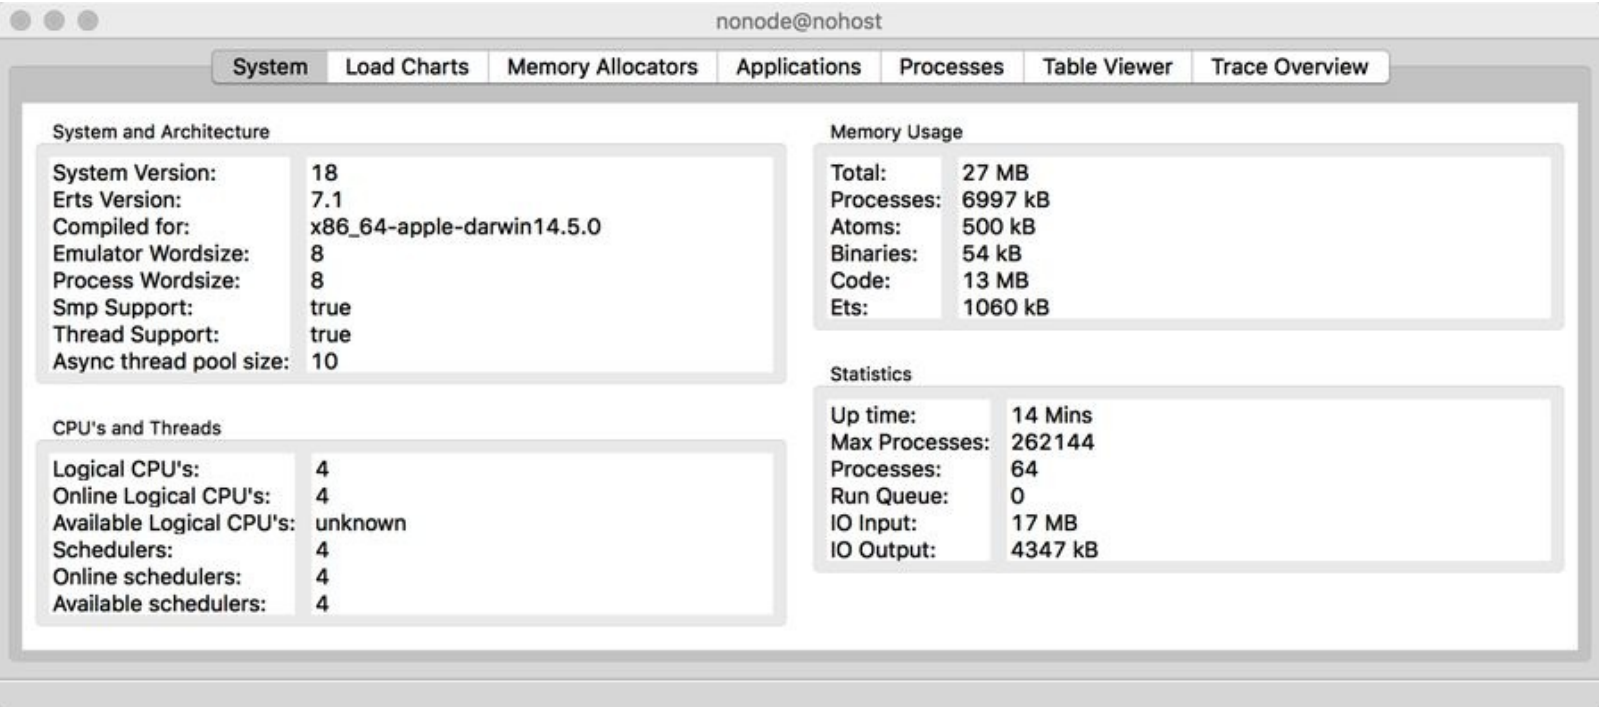 nonode@nohost
System Load Charts Memory Allocators Applications Processes Table Viewer Trace Overview
System and Architecture
System Version: 18
Erts Version: 7.1
Compiled for: x86_64-apple-darwin14.5.0
Emulator Wordsize: 8
Process Wordsize: 8
Smp Support: true
Thread Support: true
Async thread pool size: 10
CPU's and Threads
Logical CPU's: 4
Online Logical CPU's: 4
Available Logical CPU's: unknown
Schedulers: 4
Online schedulers: 4
Available schedulers: 4
Memory Usage
Total: 27 MB
Processes: 6997 kB
Atoms: 500 kB
Binaries: 54 kB
Code: 13 MB
Ets: 1060 kB
Statistics
Up time: 14 Mins
Max Processes: 262144
Processes: 64
Run Queue: 0
IO Input: 17 MB
IO Output: 4347 kB